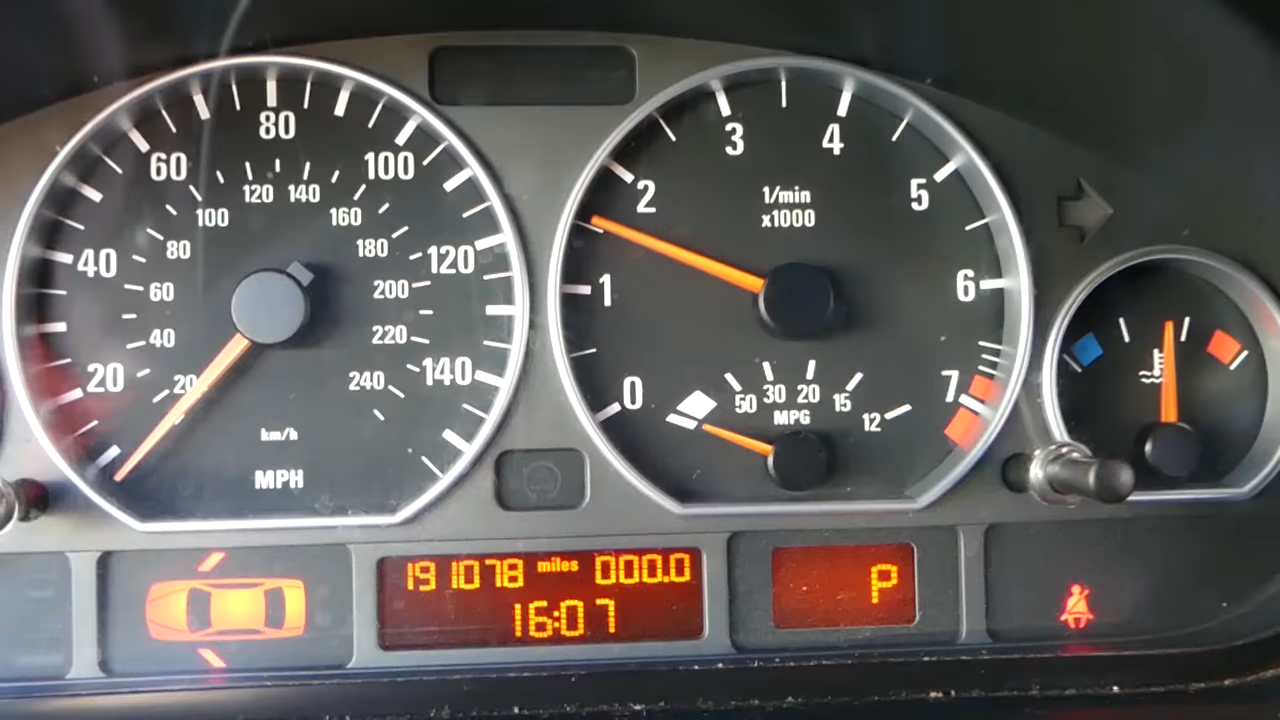 20 40 60 80 100 120 140
20 40 60 80 100 120 140 160 180 200 220 240
km/h
MPH
0 1 2 3 4 5 6 7
1/min
x1000
50 30 20 15 12
MPG
191078 miles 000.0
16:07
P